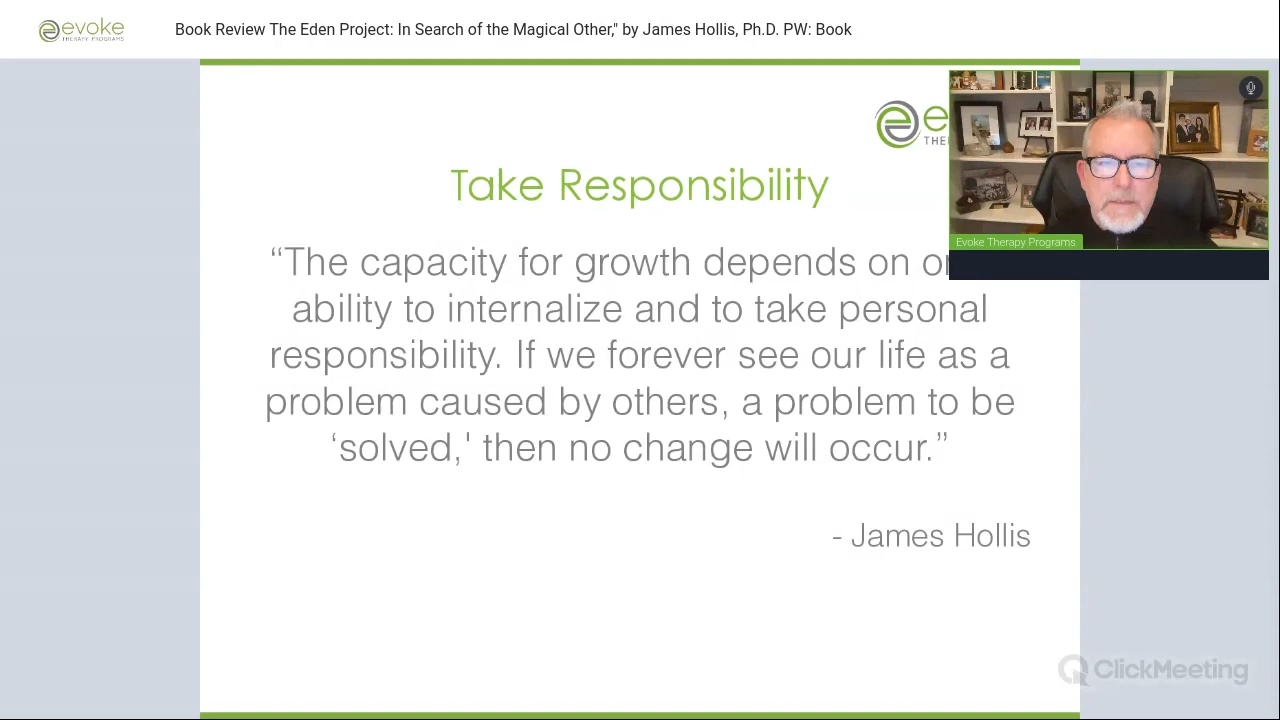 evoke
THERAPY PROGRAMS
Book Review The Eden Project: In Search of the Magical Other," by James Hollis, Ph.D. PW: Book
e
THE
Evoke Therapy Programs
Take Responsibility
“The capacity for growth depends on
ability to internalize and to take personal
responsibility. If we forever see our life as a
problem caused by others, a problem to be
‘solved,' then no change will occur.”
- James Hollis
ClickMeeting